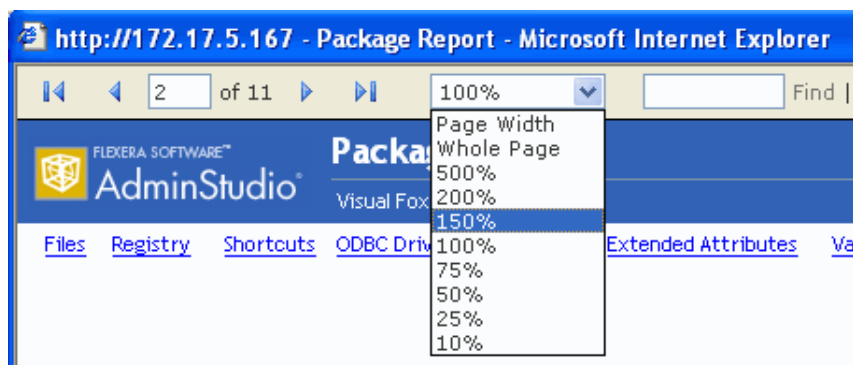 http://172.17.5.167 - Package Report - Microsoft Internet Explorer
2 of 11 100% Find |
Page Width
Whole Page
500%
200%
150%
100%
75%
50%
25%
10%
FLEXERA SOFTWARE™
AdminStudio
Packa
Visual Fox
Files Registry Shortcuts ODBC Driv Extended Attributes Va